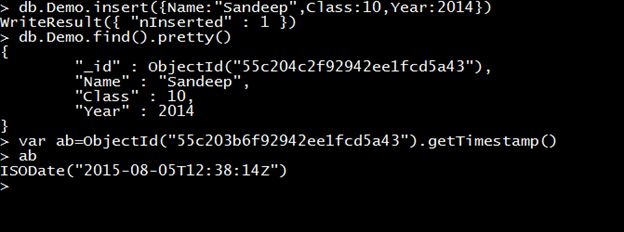 > db.Demo.insert({Name:"Sandeep",Class:10,Year:2014})
WriteResult({ "nInserted" : 1 })
> db.Demo.find().pretty()
{
        "_id" : ObjectId("55c204c2f92942ee1fcd5a43"),
        "Name" : "Sandeep",
        "Class" : 10,
        "Year" : 2014
}
> var ab=ObjectId("55c203b6f92942ee1fcd5a43").getTimestamp()
> ab
ISODate("2015-08-05T12:38:14Z")
>